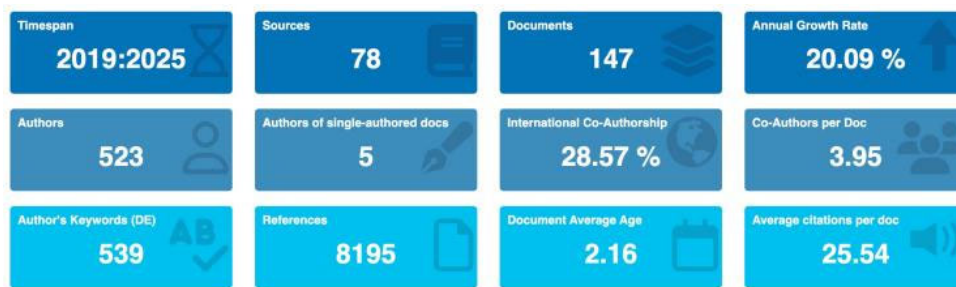 Timespan
2019:2025
Sources
78
Documents
147
Annual Growth Rate
20.09 %
Authors
523
Authors of single-authored docs
5
International Co-Authorship
28.57 %
Co-Authors per Doc
3.95
Author's Keywords (DE)
539
AB
References
8195
Document Average Age
2.16
Average citations per doc
25.54